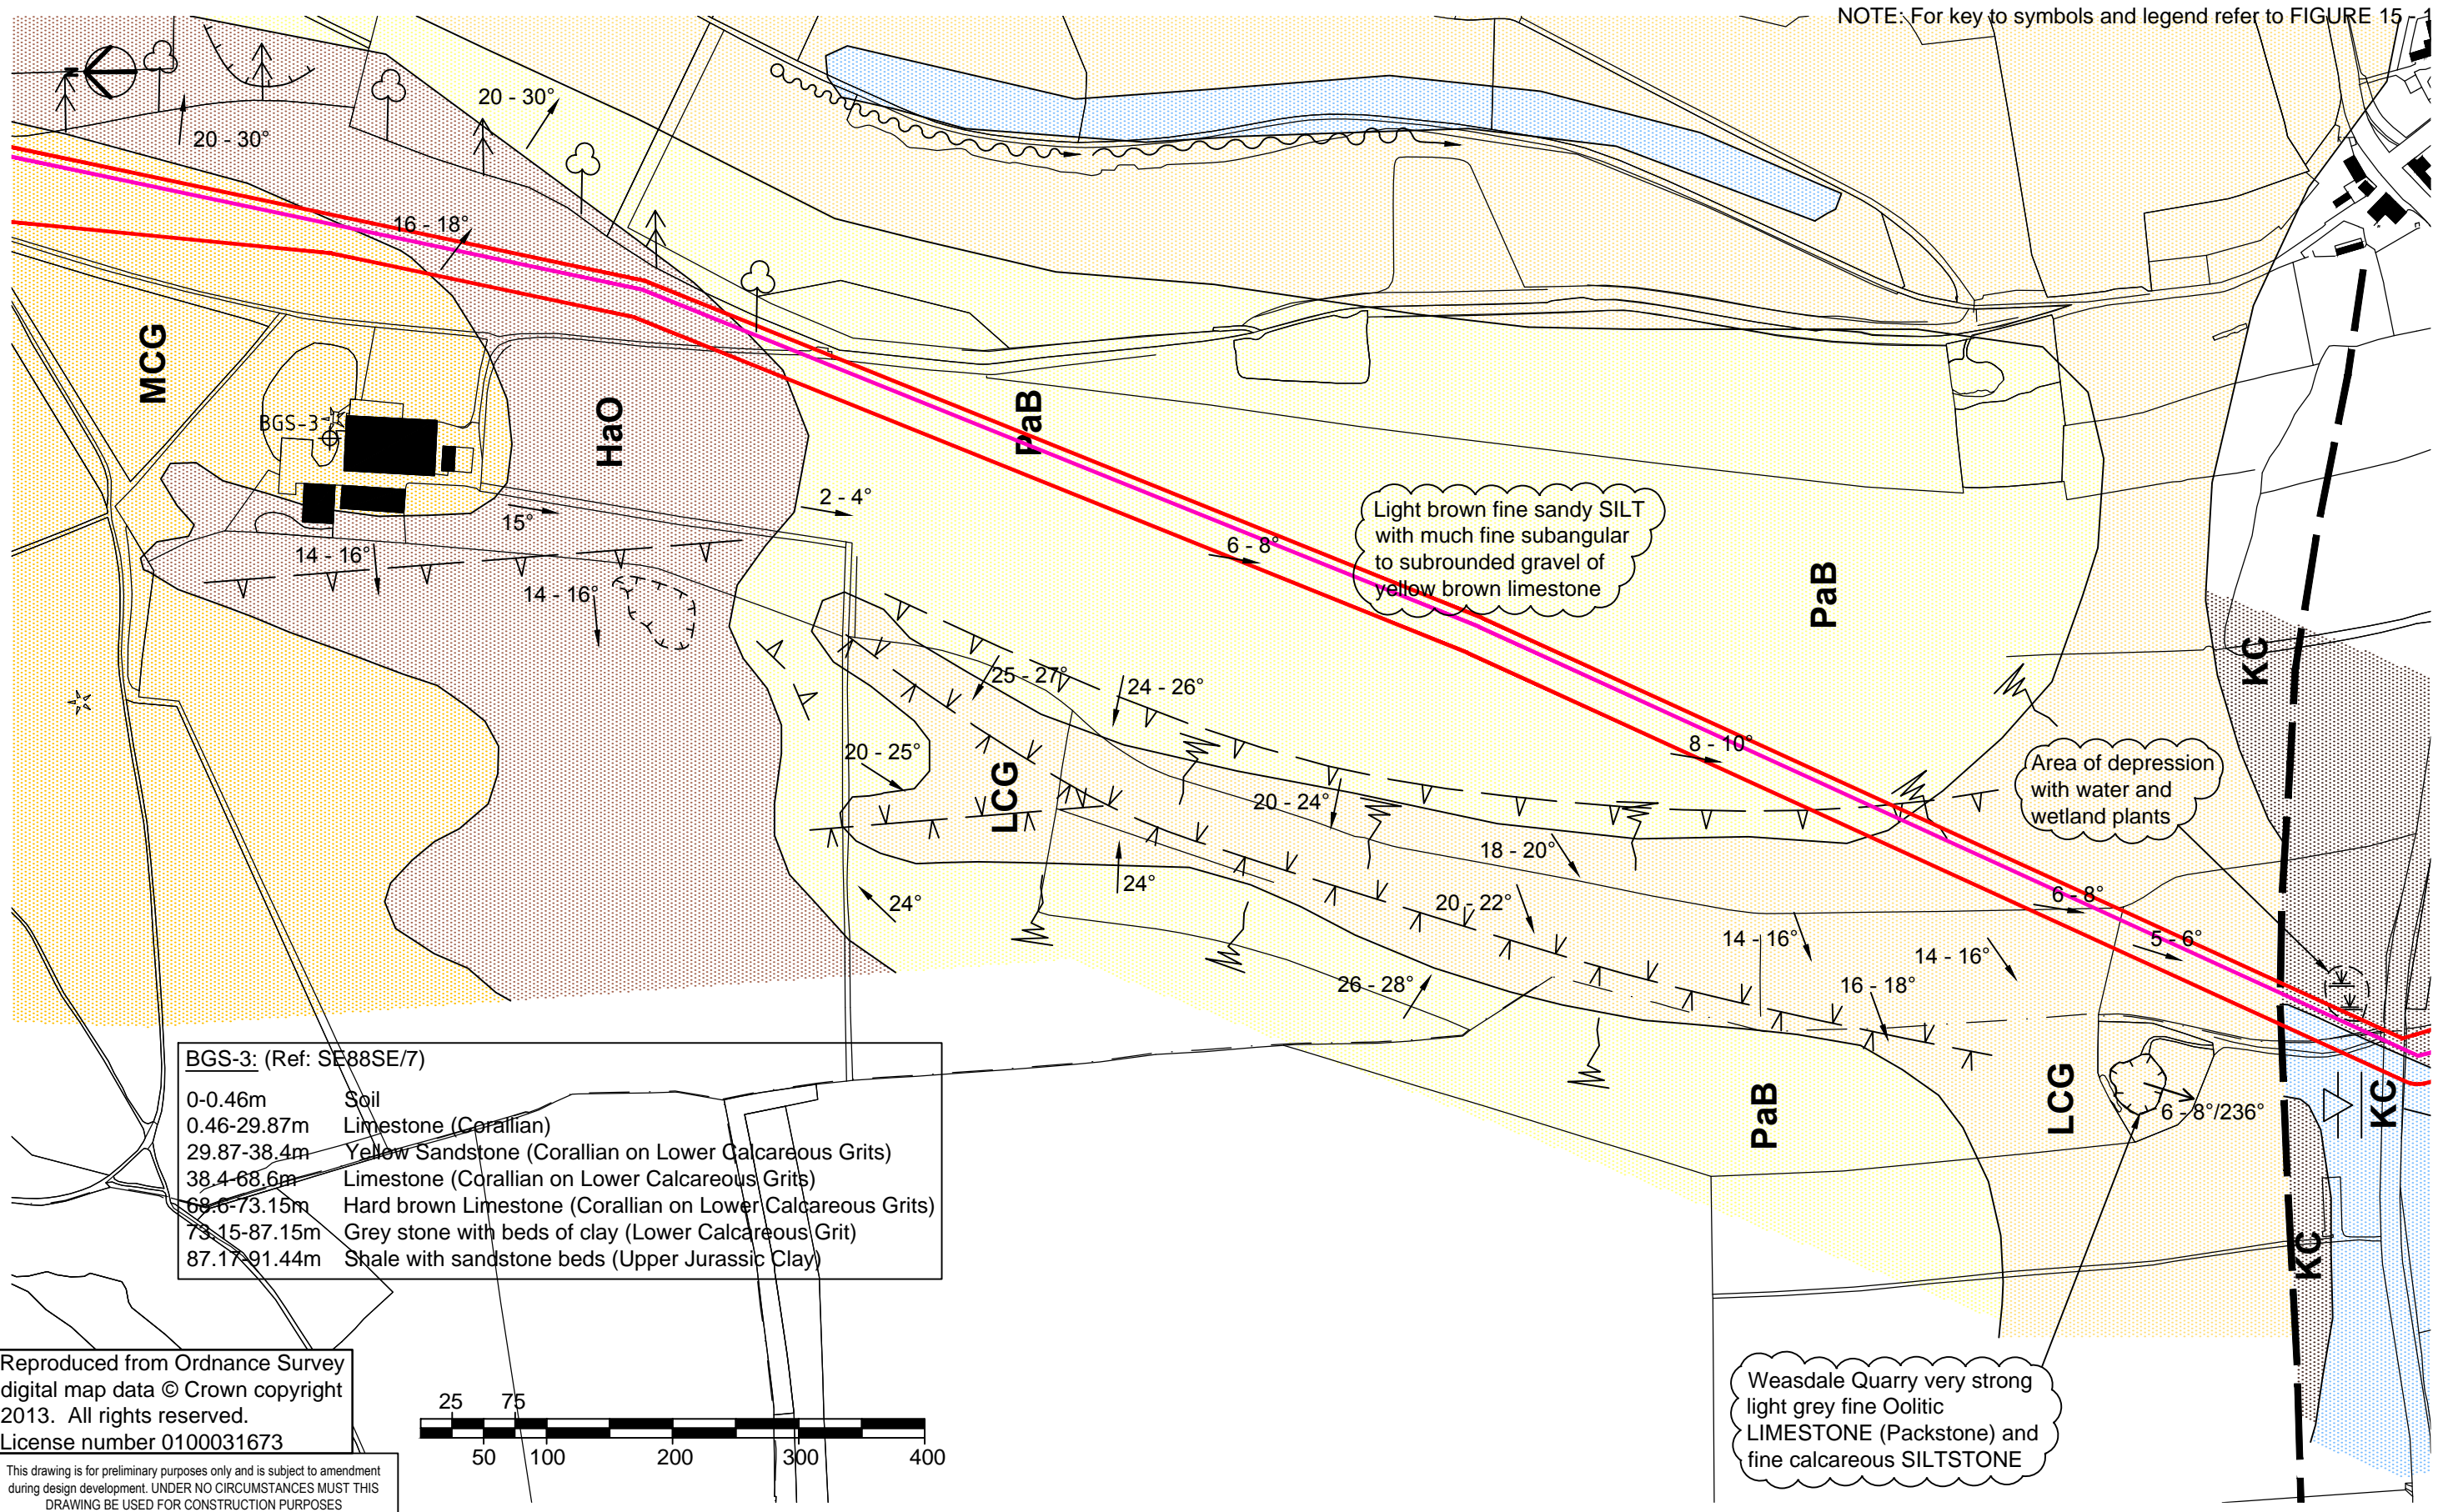 NOTE: For key to symbols and legend refer to FIGURE 15 - 1
N
20 - 30°
20 - 30°
16 - 18°
MCG
BGS-3
HaO
PaB
15°
2 - 4°
14 - 16°
14 - 16°
6 - 8°
Light brown fine sandy SILT
with much fine subangular
to subrounded gravel of
yellow brown limestone
PaB
KC
25 - 27°
24 - 26°
20 - 25°
LCG
20 - 24°
8 - 10°
Area of depression
with water and
wetland plants
18 - 20°
24°
24°
20 - 22°
6 - 8°
14 - 16°
14 - 16°
5 - 6°
26 - 28°
16 - 18°
PaB
LCG
6 - 8°/236°
KC
KC
BGS-3: (Ref: SE88SE/7)
0-0.46m Soil
0.46-29.87m Limestone (Corallian)
29.87-38.4m Yellow Sandstone (Corallian on Lower Calcareous Grits)
38.4-68.6m Limestone (Corallian on Lower Calcareous Grits)
68.6-73.15m Hard brown Limestone (Corallian on Lower Calcareous Grits)
73.15-87.15m Grey stone with beds of clay (Lower Calcareous Grit)
87.17-91.44m Shale with sandstone beds (Upper Jurassic Clay)
Weasdale Quarry very strong
light grey fine Oolitic
LIMESTONE (Packstone) and
fine calcareous SILTSTONE
Reproduced from Ordnance Survey
digital map data © Crown copyright
2013. All rights reserved.
License number 0100031673
25 75
50 100 200 300 400
This drawing is for preliminary purposes only and is subject to amendment
during design development. UNDER NO CIRCUMSTANCES MUST THIS
DRAWING BE USED FOR CONSTRUCTION PURPOSES